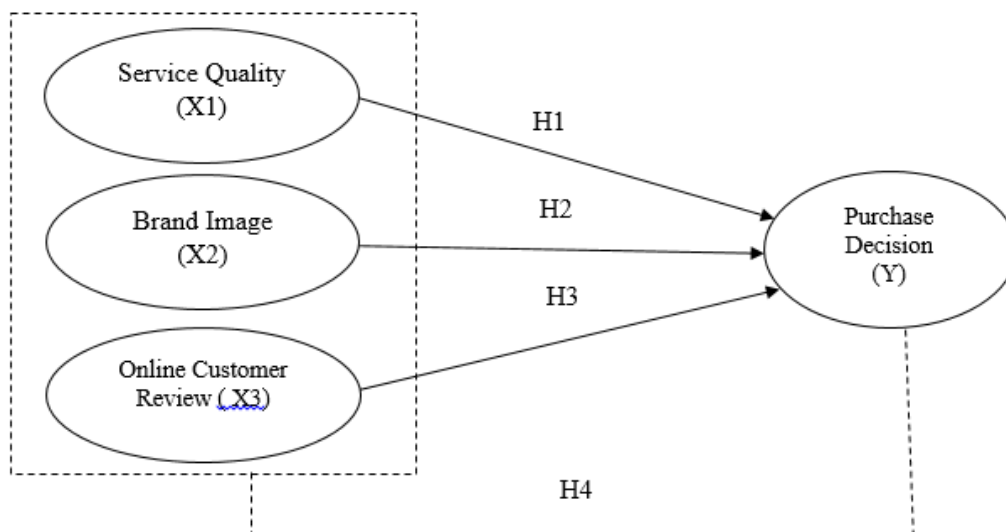 Service Quality
(X1)
H1
Brand Image
(X2)
H2
Purchase
Decision
(Y)
H3
Online Customer
Review ( X3)
H4